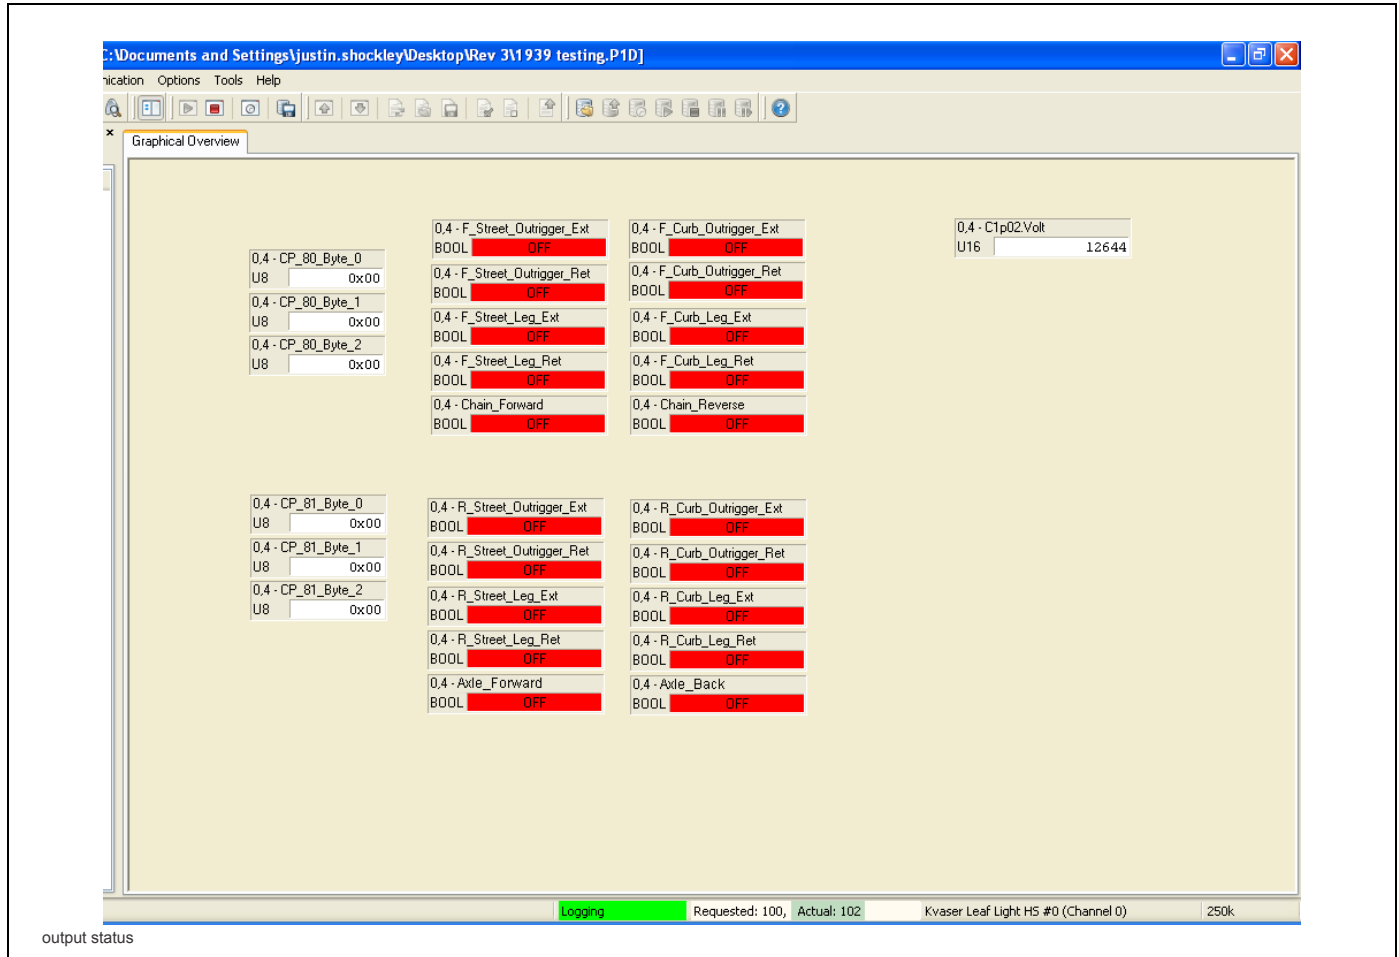 C:\Documents and Settings\justin.shockley\Desktop\Rev 3\1939 testing.P1D]
nication Options Tools Help
Graphical Overview
0,4 - CP_80_Byte_0
U8 0x00
0,4 - CP_80_Byte_1
U8 0x00
0,4 - CP_80_Byte_2
U8 0x00
0,4 - F_Street_Outrigger_Ext
BOOL OFF
0,4 - F_Street_Outrigger_Ret
BOOL OFF
0,4 - F_Street_Leg_Ext
BOOL OFF
0,4 - F_Street_Leg_Ret
BOOL OFF
0,4 - Chain_Forward
BOOL OFF
0,4 - F_Curb_Outrigger_Ext
BOOL OFF
0,4 - F_Curb_Outrigger_Ret
BOOL OFF
0,4 - F_Curb_Leg_Ext
BOOL OFF
0,4 - F_Curb_Leg_Ret
BOOL OFF
0,4 - Chain_Reverse
BOOL OFF
0,4 - C1p02.Volt
U16 12644
0,4 - CP_81_Byte_0
U8 0x00
0,4 - CP_81_Byte_1
U8 0x00
0,4 - CP_81_Byte_2
U8 0x00
0,4 - R_Street_Outrigger_Ext
BOOL OFF
0,4 - R_Street_Outrigger_Ret
BOOL OFF
0,4 - R_Street_Leg_Ext
BOOL OFF
0,4 - R_Street_Leg_Ret
BOOL OFF
0,4 - Axle_Forward
BOOL OFF
0,4 - R_Curb_Outrigger_Ext
BOOL OFF
0,4 - R_Curb_Outrigger_Ret
BOOL OFF
0,4 - R_Curb_Leg_Ext
BOOL OFF
0,4 - R_Curb_Leg_Ret
BOOL OFF
0,4 - Axle_Back
BOOL OFF
Logging Requested: 100, Actual: 102 Kvaser Leaf Light HS #0 (Channel 0) 250k
output status